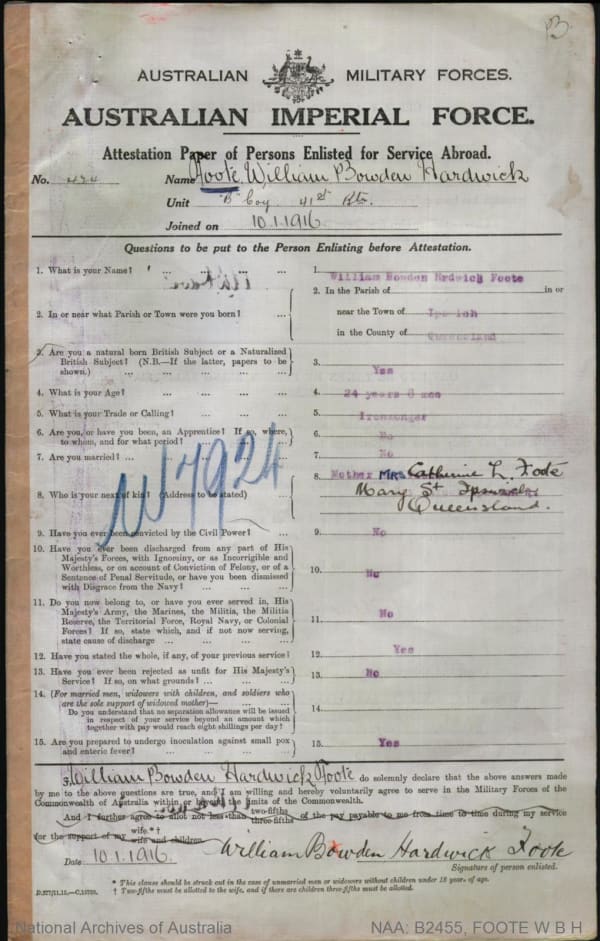 B
AUSTRALIAN MILITARY FORCES.
AUSTRALIAN IMPERIAL FORCE.
Attestation Paper of Persons Enlisted for Service Abroad.
No. 424 Name Foote, William Bowden Hardwick
Unit "B" Coy 41st Btn.
Joined on 10.1.1916
Questions to be put to the Person Enlisting before Attestation.
1. What is your Name? ... ... ... 1. William Bowden Hrdwick Foote
2. In or near what Parish or Town were you born? ... 2. In the Parish of in or
near the Town of Ipswich
in the County of Queensland
3. Are you a natural born British Subject or a Naturalized
British Subject? (N.B.—If the latter, papers to be
shown.) ... ... ... ... 3. Yes
4. What is your Age? ... ... ... 4. 24 years 6 mos
5. What is your Trade or Calling? ... ... 5. Ironmonger
6. Are you, or have you been, an Apprentice? If so, where,
to whom, and for what period? ... ... 6. No
7. Are you married? ... ... ... 7. No
8. Who is your next of kin? (Address to be stated) 8. Mother Mrs Catherine L. Foote
Mary St Ipswich
Queensland.
9. Have you ever been convicted by the Civil Power? ... 9. No
10. Have you ever been discharged from any part of His
Majesty's Forces, with Ignominy, or as Incorrigible and
Worthless, or on account of Conviction of Felony, or of a
Sentence of Penal Servitude, or have you been dismissed
with Disgrace from the Navy? ... ... 10. No
11. Do you now belong to, or have you ever served in, His
Majesty's Army, the Marines, the Militia, the Militia
Reserve, the Territorial Force, Royal Navy, or Colonial
Forces? If so, state which, and if not now serving,
state cause of discharge ... ... 11. No
12. Have you stated the whole, if any, of your previous service? 12. Yes
13. Have you ever been rejected as unfit for His Majesty's
Service? If so, on what grounds? ... ... 13. No
14. (For married men, widowers with children, and soldiers who
are the sole support of widowed mother)—
Do you understand that no separation allowance will be issued
in respect of your service beyond an amount which
together with pay would reach eight shillings per day? 14.
15. Are you prepared to undergo inoculation against small pox
and enteric fever? ... ... ... 15. Yes
W7924
I, William Bowden Hardwick Foote do solemnly declare that the above answers made
by me to the above questions are true, and I am willing and hereby voluntarily agree to serve in the Military Forces of the
Commonwealth of Australia within or beyond the limits of the Commonwealth.
And I further agree to allot not less than two-fifths three-fifths of the pay payable to me from time to time during my service
for the support of my wife.*† wife and children
Date 10.1.1916. William Bowden Hardwick Foote
Signature of person enlisted.
* This clause should be struck out in the case of unmarried men or widowers without children under 18 years of age.
† Two-fifths must be allotted to the wife, and if there are children three-fifths must be allotted.
National Archives of Australia NAA: B2455, FOOTE W B H